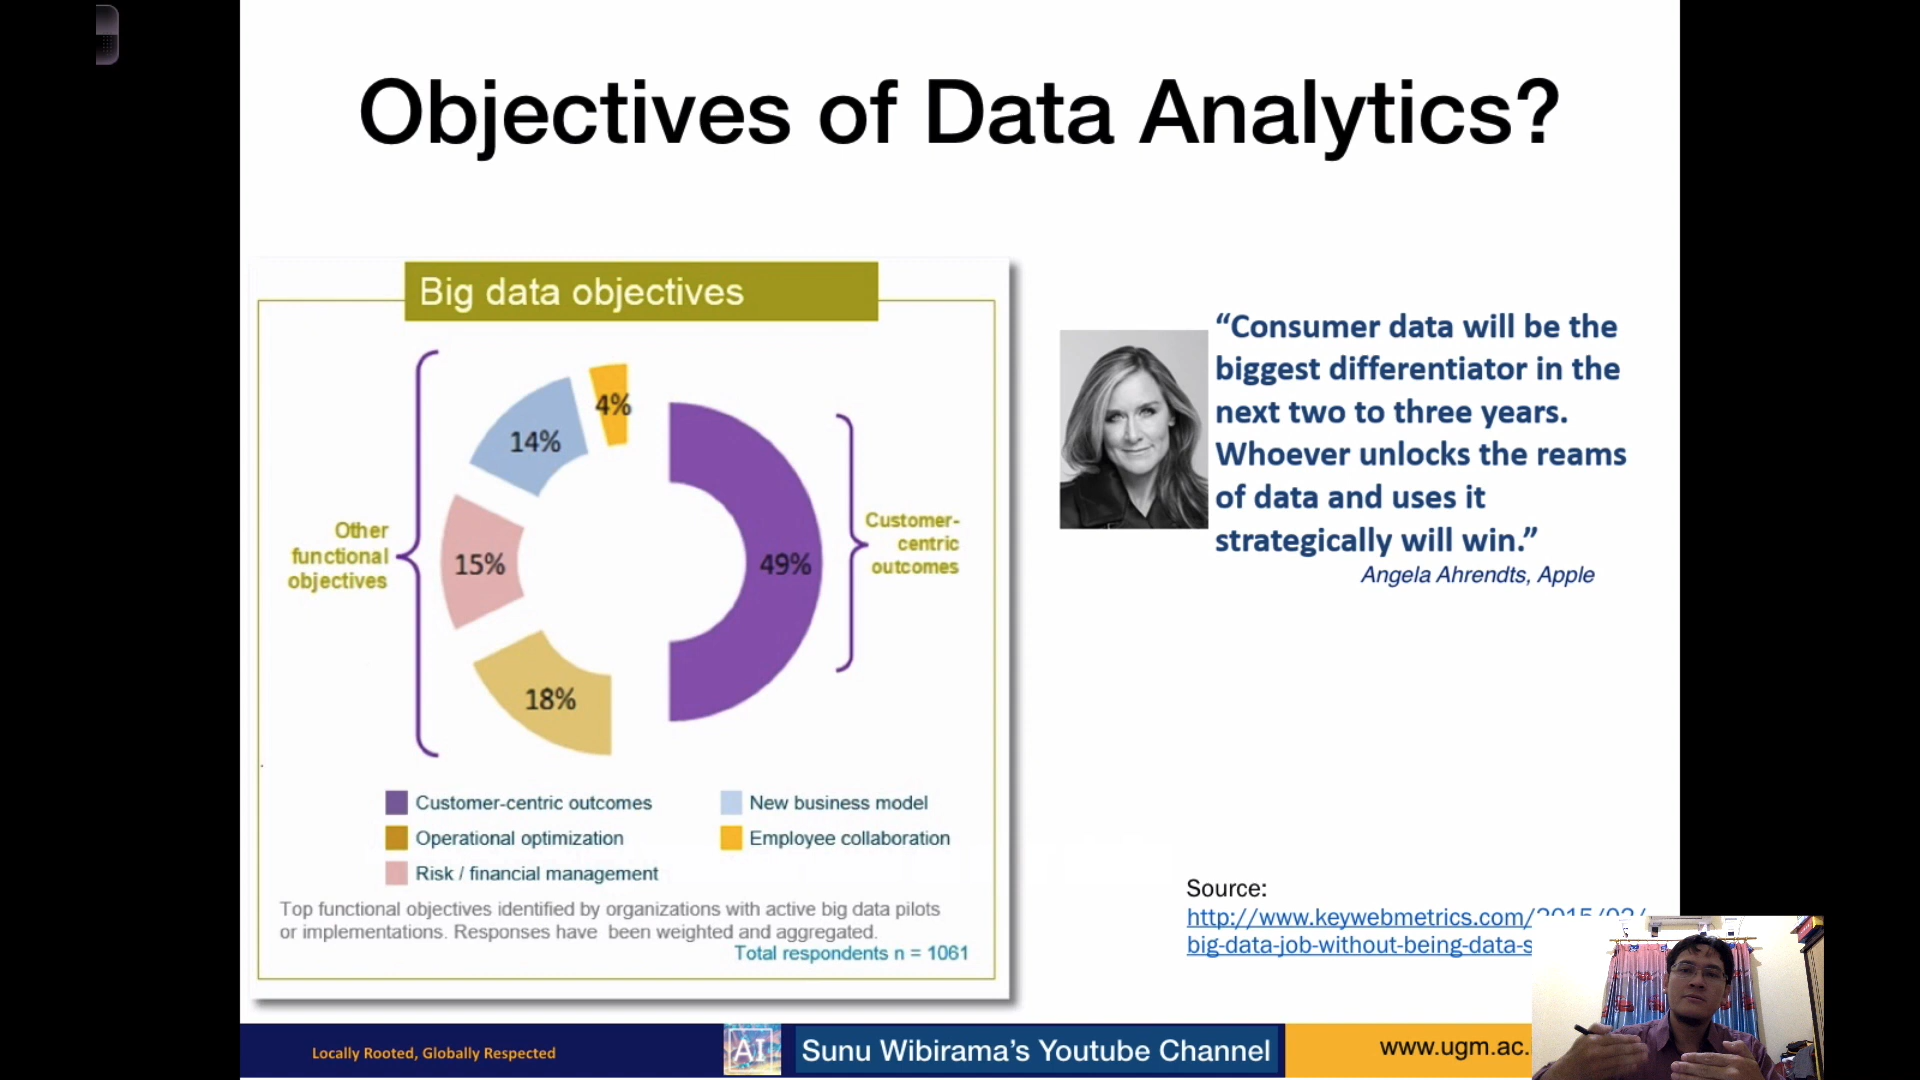 Objectives of Data Analytics?
Big data objectives
4%
14%
15%
49%
18%
Other
functional
objectives
Customer-
centric
outcomes
Customer-centric outcomes
New business model
Operational optimization
Employee collaboration
Risk / financial management
Top functional objectives identified by organizations with active big data pilots
or implementations. Responses have been weighted and aggregated.
Total respondents n = 1061
“Consumer data will be the
biggest differentiator in the
next two to three years.
Whoever unlocks the reams
of data and uses it
strategically will win.”
Angela Ahrendts, Apple
Source:
http://www.keywebmetrics.com/2015/02/
big-data-job-without-being-data-s
Locally Rooted, Globally Respected
AI
Sunu Wibirama’s Youtube Channel
www.ugm.ac.